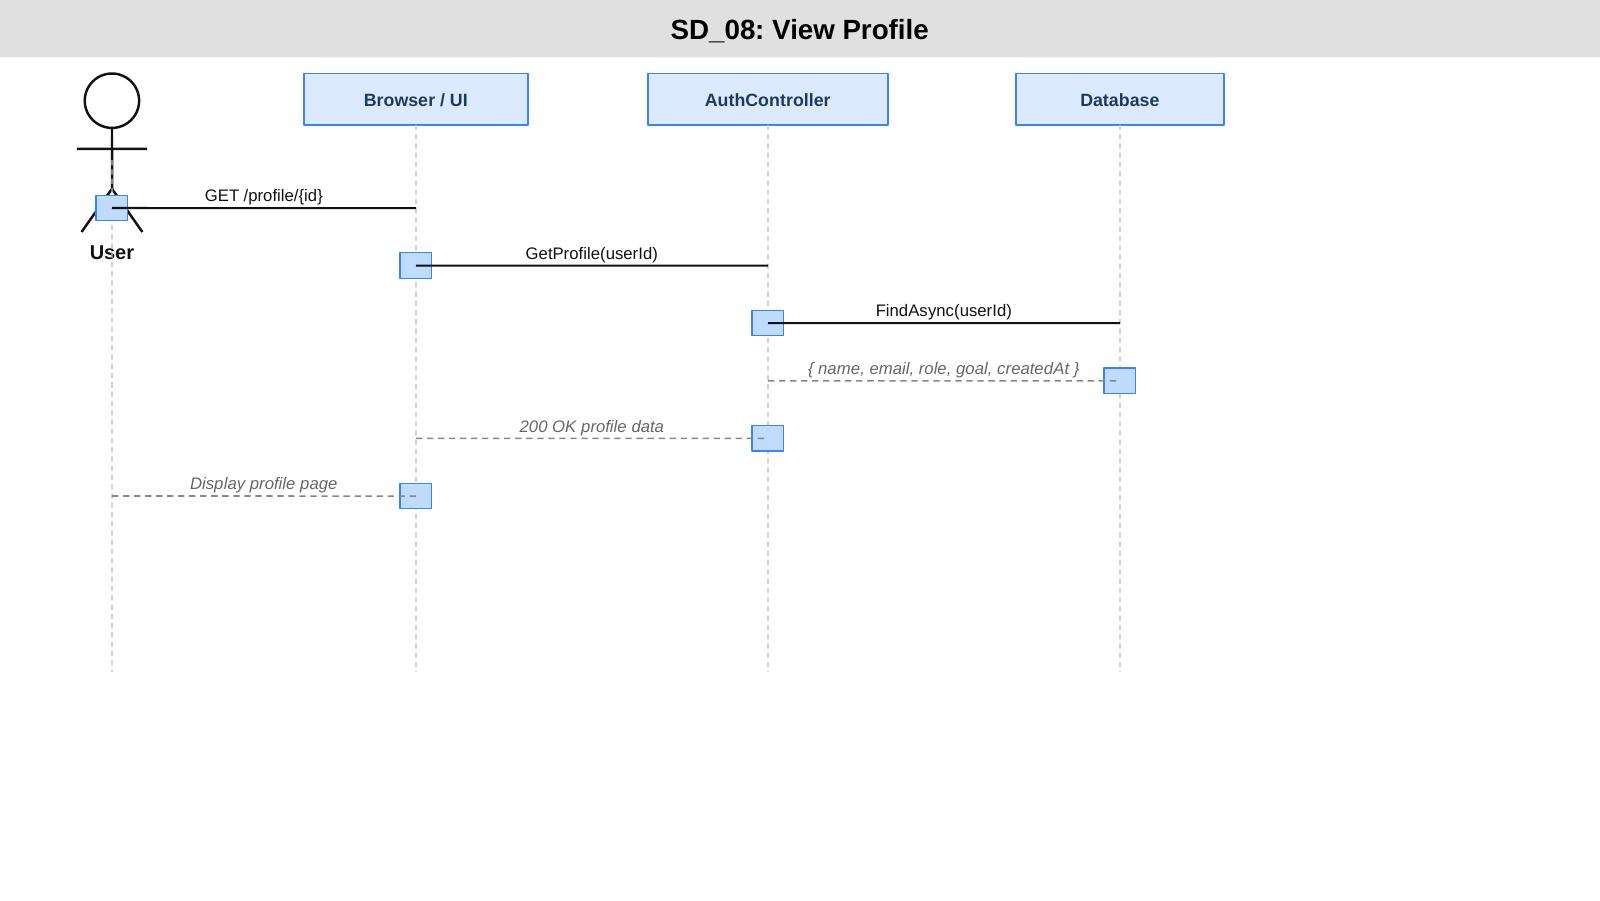 SD_08: View Profile
Browser / UI
AuthController
Database
GET /profile/{id}
User
GetProfile(userId)
FindAsync(userId)
{ name, email, role, goal, createdAt }
200 OK profile data
Display profile page